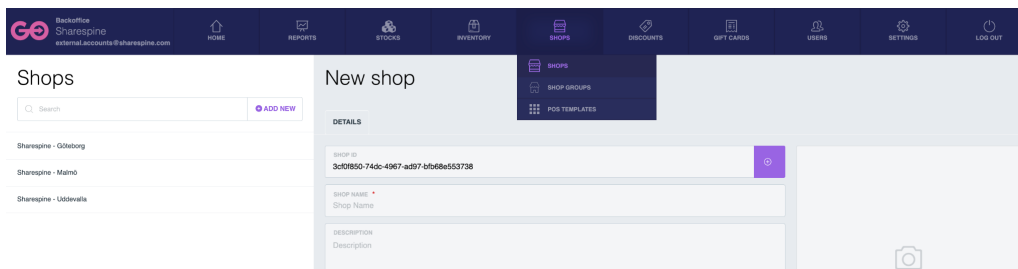 GO
Backoffice
Sharespine
external.accounts@sharespine.com
HOME
REPORTS
STOCKS
INVENTORY
SHOPS
DISCOUNTS
GIFT CARDS
USERS
SETTINGS
LOG OUT
SHOPS
SHOP GROUPS
POS TEMPLATES
Shops
Search
ADD NEW
Sharespine - Göteborg
Sharespine - Malmö
Sharespine - Uddevalla
New shop
DETAILS
SHOP ID
3cf0f850-74dc-4967-ad97-bfb68e553738
SHOP NAME *
Shop Name
DESCRIPTION
Description